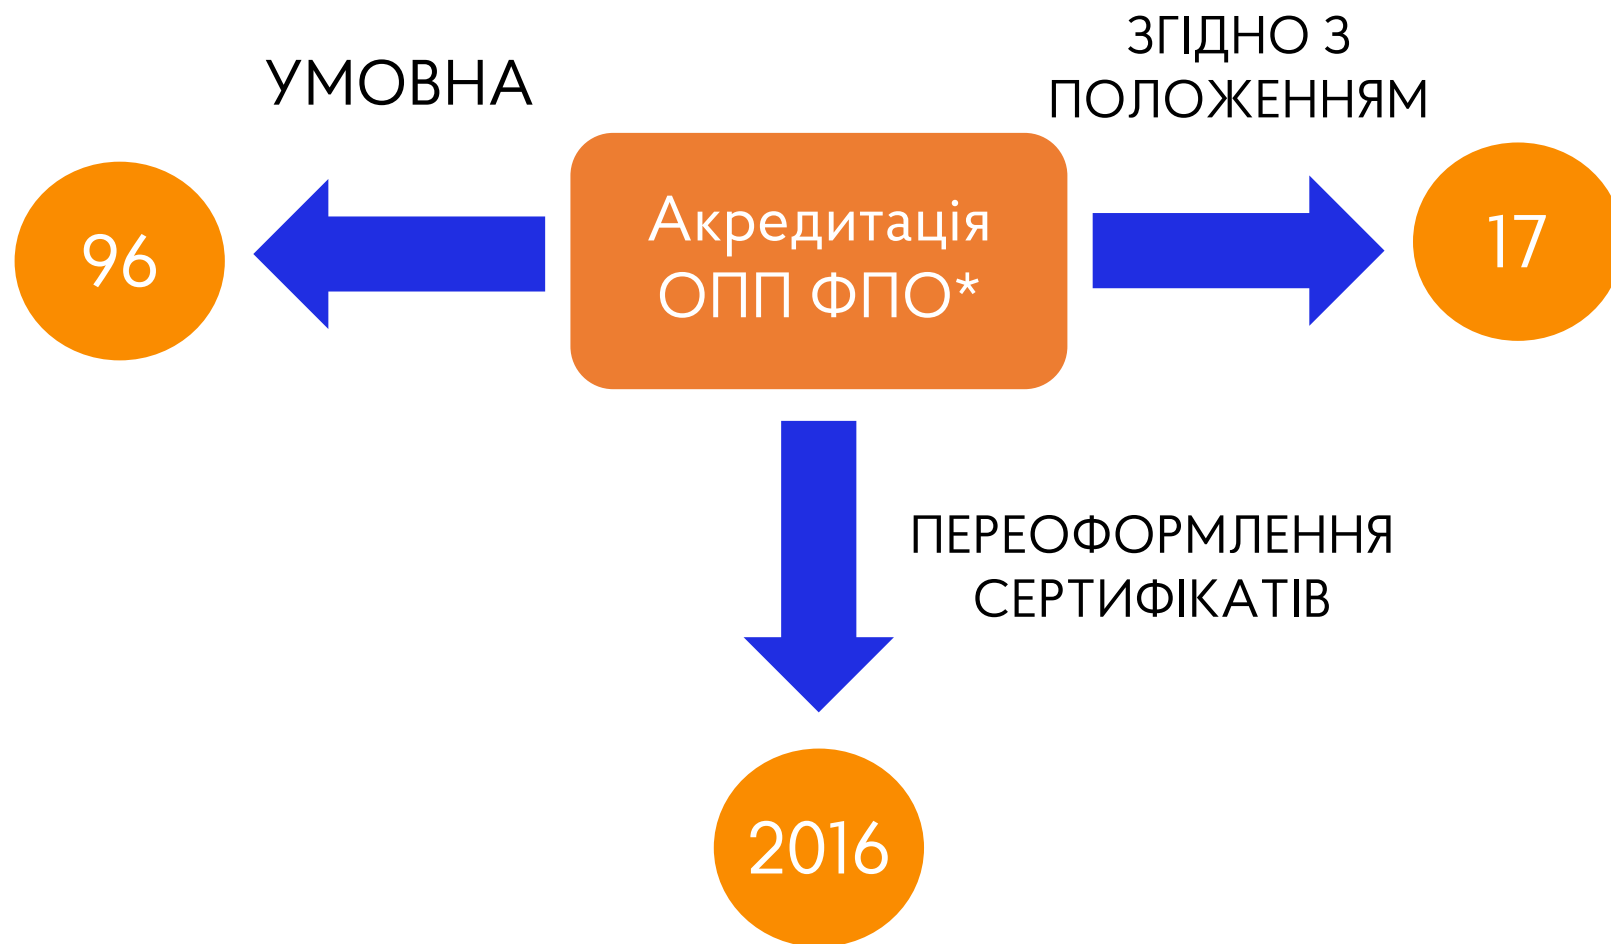 УМОВНА
ЗГІДНО З
ПОЛОЖЕННЯМ
96
Акредитація
ОПП ФПО*
17
ПЕРЕОФОРМЛЕННЯ
СЕРТИФІКАТІВ
2016